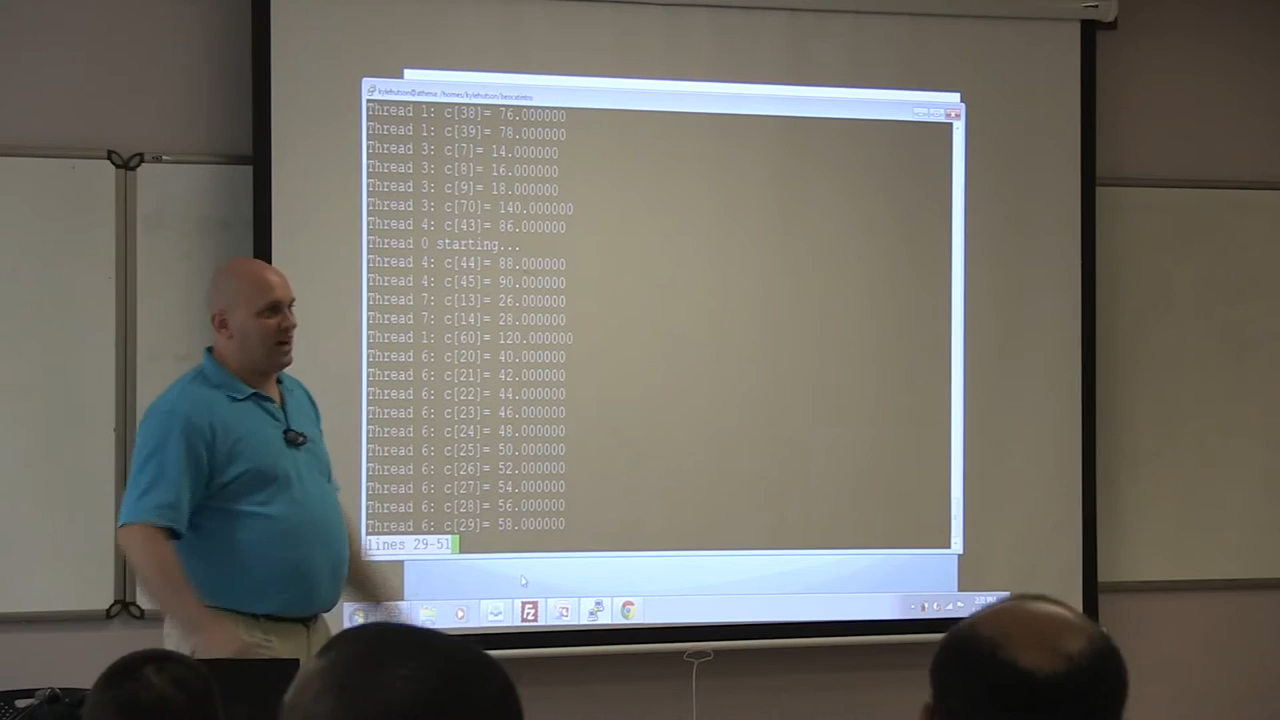 kylehutson@athena: /homes/kylehutson/beocatintro
Thread 1: c[38]= 76.000000
Thread 1: c[39]= 78.000000
Thread 3: c[7]= 14.000000
Thread 3: c[8]= 16.000000
Thread 3: c[9]= 18.000000
Thread 3: c[70]= 140.000000
Thread 4: c[43]= 86.000000
Thread 0 starting...
Thread 4: c[44]= 88.000000
Thread 4: c[45]= 90.000000
Thread 7: c[13]= 26.000000
Thread 7: c[14]= 28.000000
Thread 1: c[60]= 120.000000
Thread 6: c[20]= 40.000000
Thread 6: c[21]= 42.000000
Thread 6: c[22]= 44.000000
Thread 6: c[23]= 46.000000
Thread 6: c[24]= 48.000000
Thread 6: c[25]= 50.000000
Thread 6: c[26]= 52.000000
Thread 6: c[27]= 54.000000
Thread 6: c[28]= 56.000000
Thread 6: c[29]= 58.000000
lines 29-51
FZ